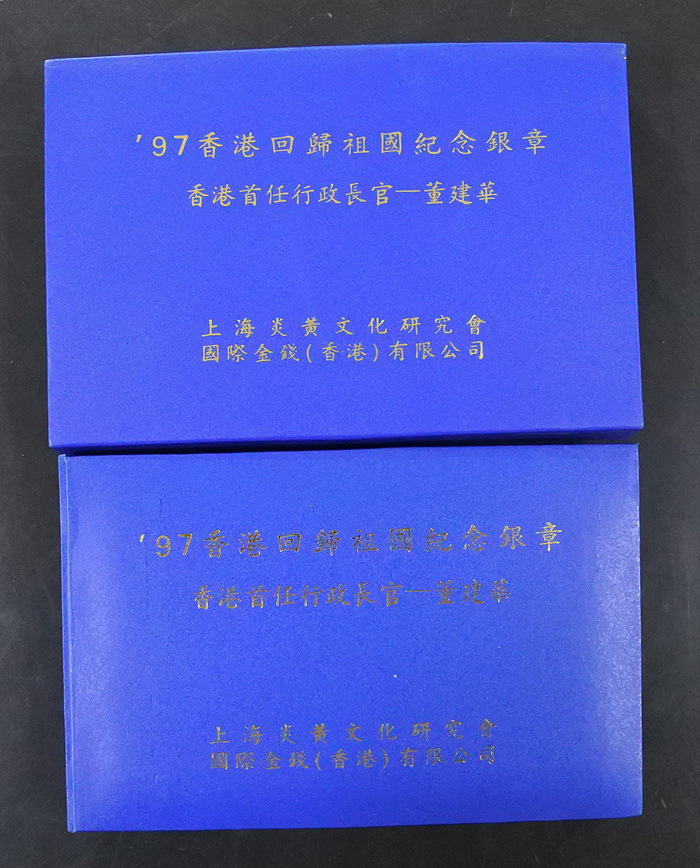 ’97香港回歸祖國紀念銀章
香港首任行政長官—董建華
上海炎黃文化研究會
國際金錢(香港)有限公司
’97香港回歸祖國紀念銀章
香港首任行政長官—董建華
上海炎黃文化研究會
國際金錢(香港)有限公司